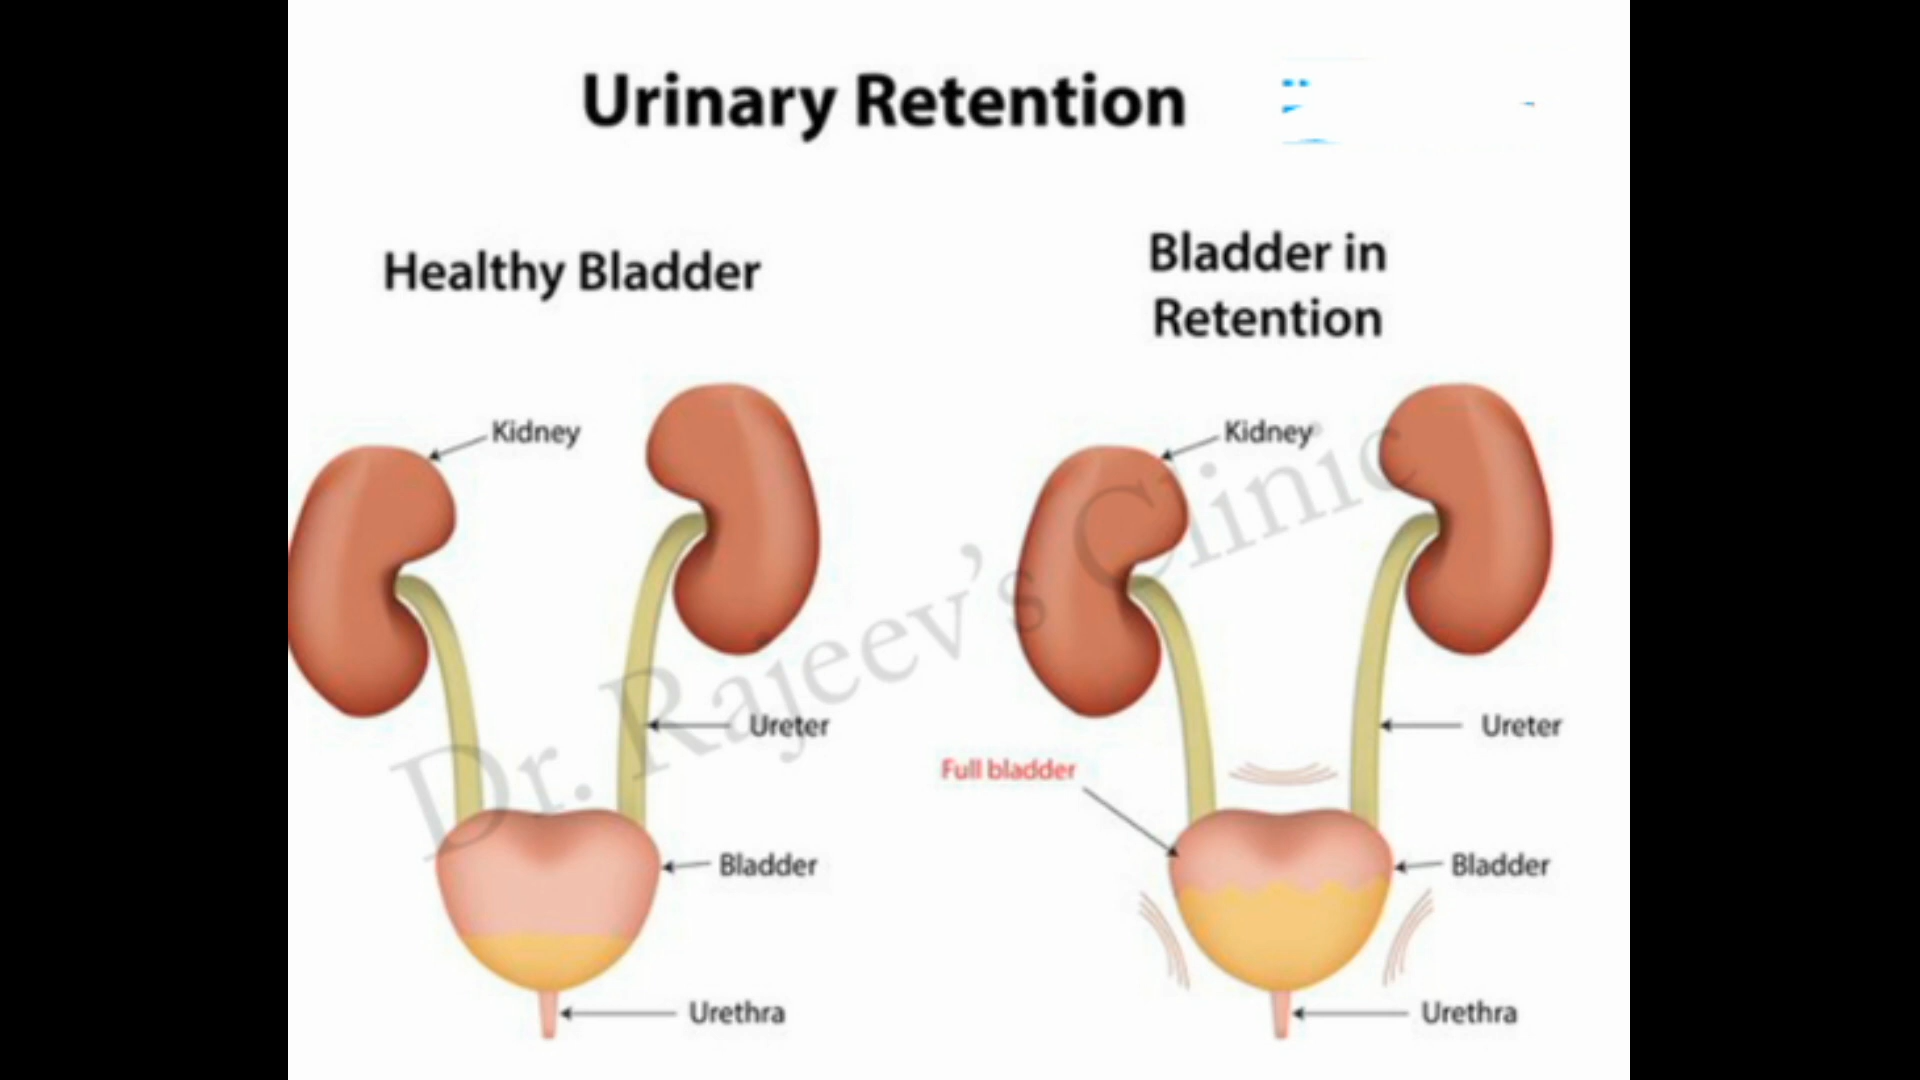 Urinary Retention
Healthy Bladder
Bladder in
Retention
Kidney
Ureter
Bladder
Urethra
Kidney
Ureter
Full bladder
Bladder
Urethra
Dr. Rajeev's Clinic